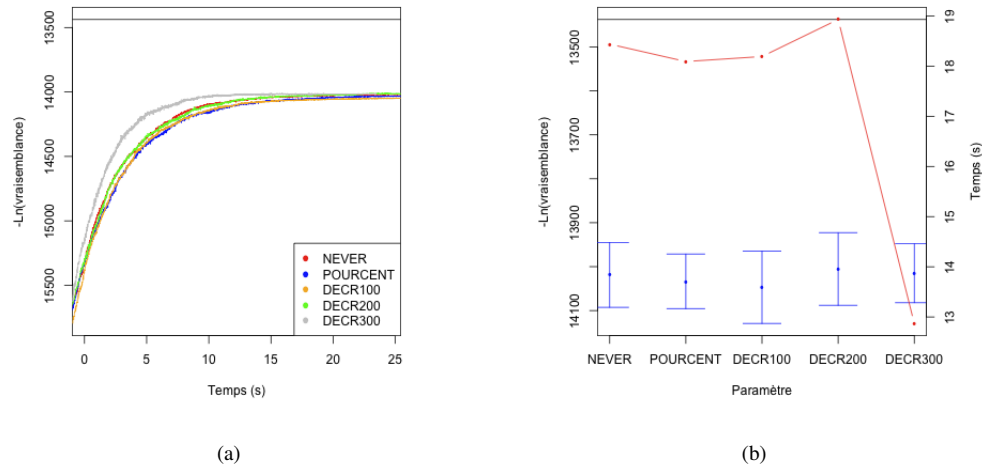 13500
14000
14500
15000
15500
-Ln(vraisemblance)
NEVER
POURCENT
DECR100
DECR200
DECR300
0 5 10 15 20 25
Temps (s)
(a)
13500
13700
13900
14100
-Ln(vraisemblance)
19
18
17
16
15
14
13
Temps (s)
NEVER POURCENT DECR100 DECR200 DECR300
Paramètre
(b)